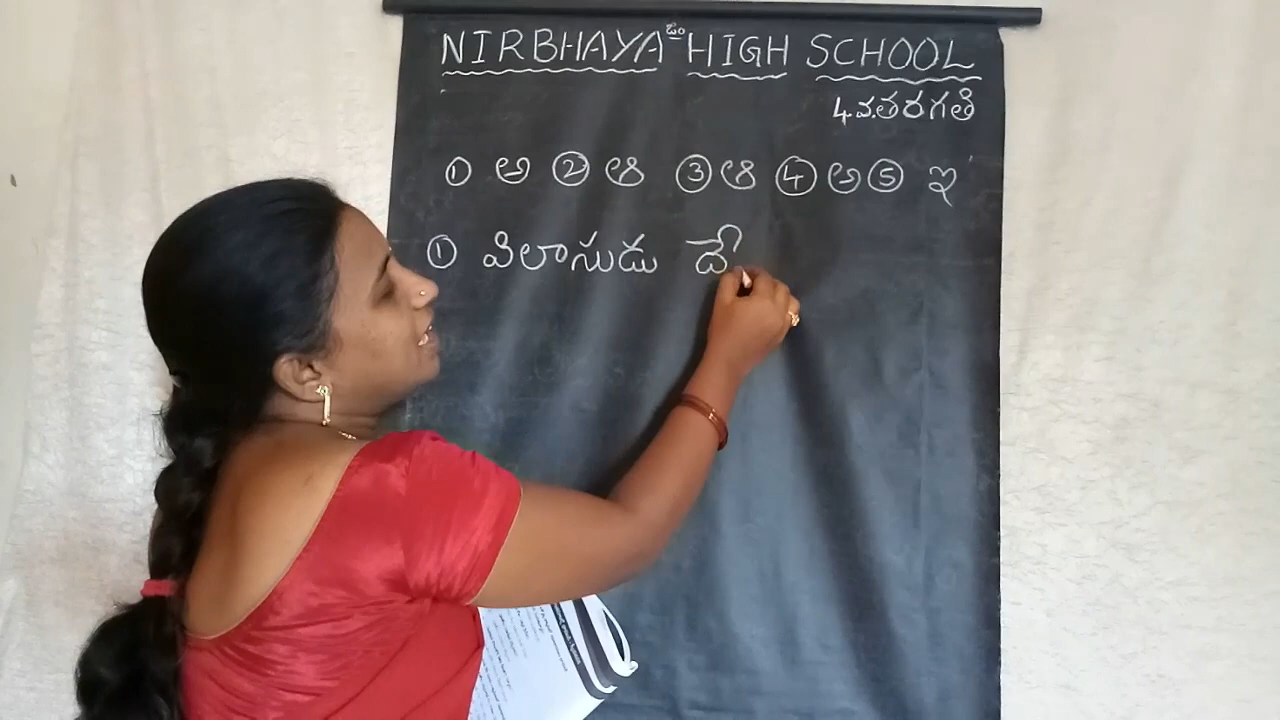 NIRBHAYA HIGH SCHOOL
4వ.తరగతి
① అ ② ఆ ③ ఆ ④ అ ⑤ ఇ
① విలాసుడు దే